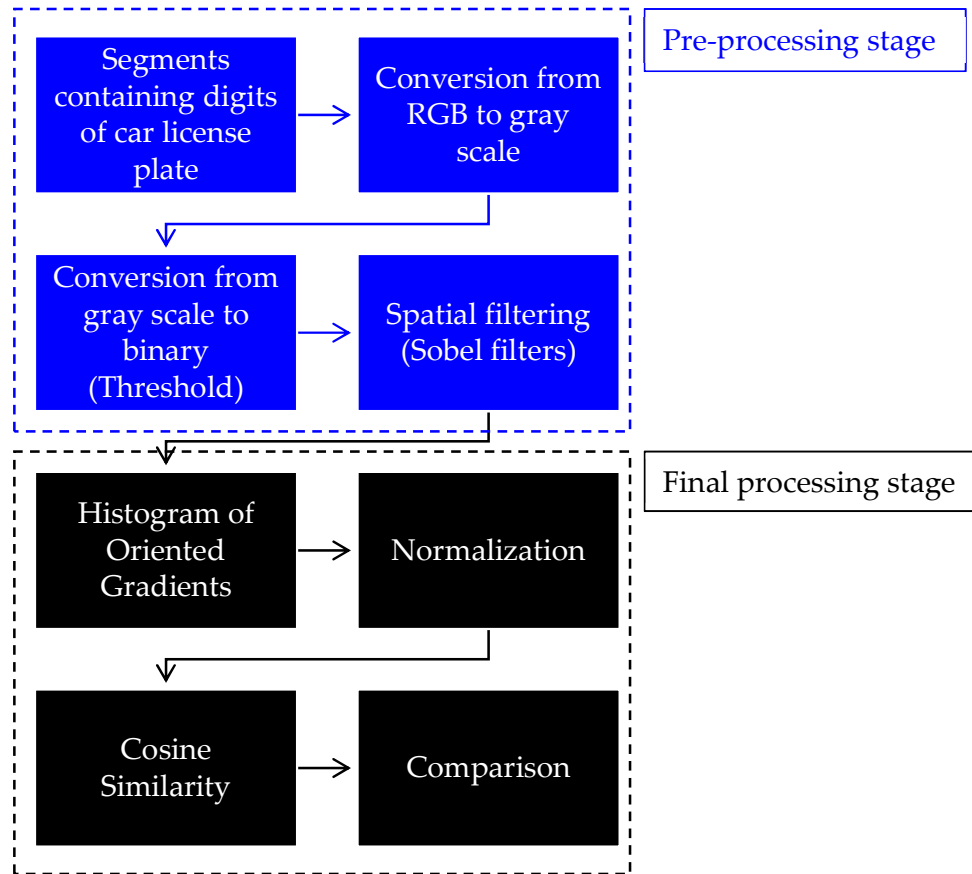 Pre-processing stage
Segments
containing digits
of car license
plate
Conversion from
RGB to gray
scale
Conversion from
gray scale to
binary
(Threshold)
Spatial filtering
(Sobel filters)
Final processing stage
Histogram of
Oriented
Gradients
Normalization
Cosine
Similarity
Comparison